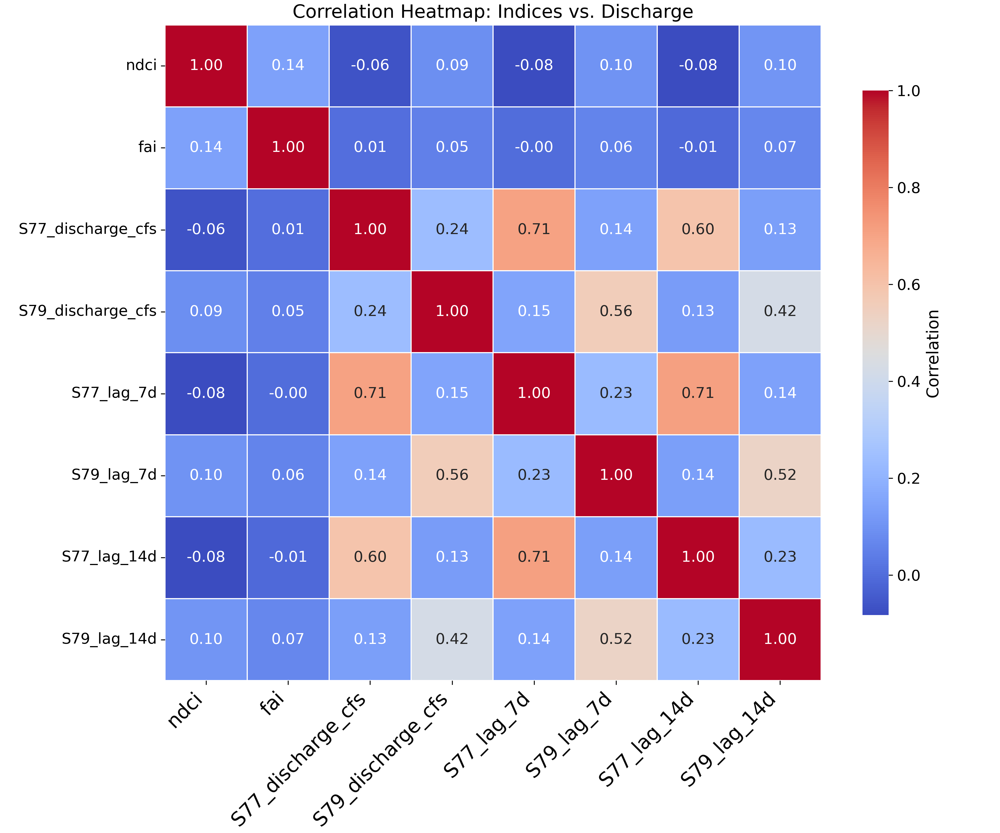 Correlation Heatmap: Indices vs. Discharge
ndci 1.00 0.14 -0.06 0.09 -0.08 0.10 -0.08 0.10
fai 0.14 1.00 0.01 0.05 -0.00 0.06 -0.01 0.07
S77_discharge_cfs -0.06 0.01 1.00 0.24 0.71 0.14 0.60 0.13
S79_discharge_cfs 0.09 0.05 0.24 1.00 0.15 0.56 0.13 0.42
S77_lag_7d -0.08 -0.00 0.71 0.15 1.00 0.23 0.71 0.14
S79_lag_7d 0.10 0.06 0.14 0.56 0.23 1.00 0.14 0.52
S77_lag_14d -0.08 -0.01 0.60 0.13 0.71 0.14 1.00 0.23
S79_lag_14d 0.10 0.07 0.13 0.42 0.14 0.52 0.23 1.00
ndci
fai
S77_discharge_cfs
S79_discharge_cfs
S77_lag_7d
S79_lag_7d
S77_lag_14d
S79_lag_14d
1.0
0.8
0.6
0.4
0.2
0.0
Correlation